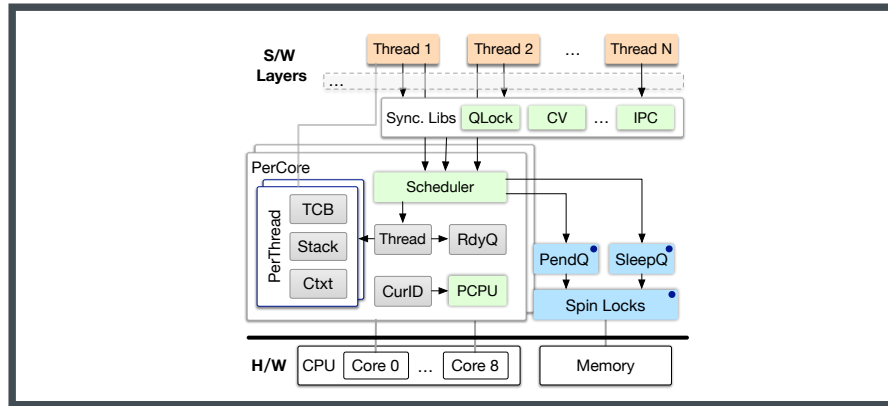 Thread 1 Thread 2 ... Thread N
S/W
Layers
...
Sync. Libs QLock CV ... IPC
PerCore
Scheduler
PerThread
TCB
Thread RdyQ
Stack
PendQ SleepQ
Ctxt
CurID PCPU
Spin Locks
H/W CPU Core 0 ... Core 8 Memory